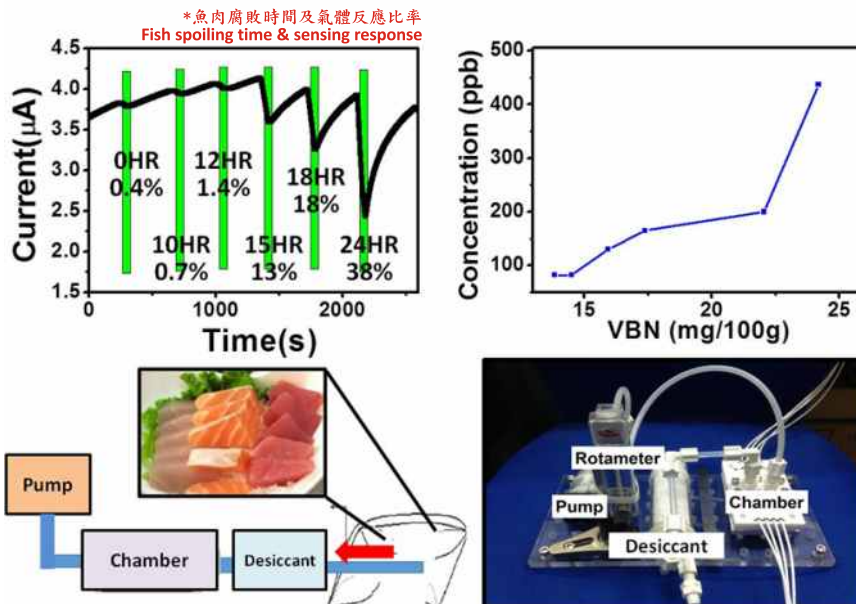 *魚肉腐敗時間及氣體反應比率
Fish spoiling time & sensing response
Current(μA)
4.5
4.0
3.5
3.0
2.5
2.0
1.5
0HR
0.4%
10HR
0.7%
12HR
1.4%
15HR
13%
18HR
18%
24HR
38%
0
1000
2000
Time(s)
Concentration (ppb)
500
400
300
200
100
15
20
25
VBN (mg/100g)
Pump
Chamber
Desiccant
Rotameter
Pump
Chamber
Desiccant